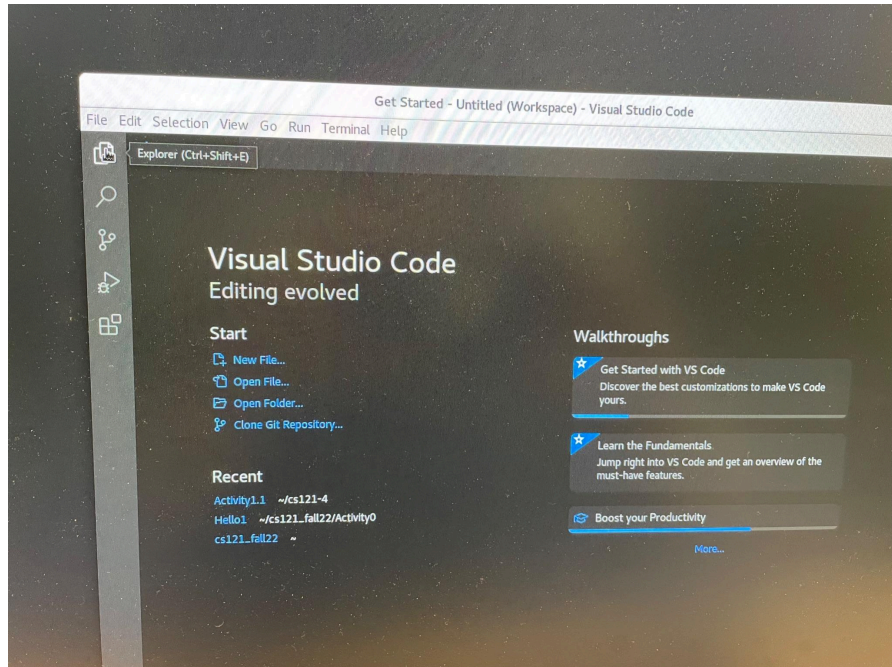 Get Started - Untitled (Workspace) - Visual Studio Code
File Edit Selection View Go Run Terminal Help
Explorer (Ctrl+Shift+E)
Visual Studio Code
Editing evolved
Start
New File...
Open File...
Open Folder...
Clone Git Repository...
Recent
Activity1.1 ~/cs121-4
Hello1 ~/cs121_fall22/Activity0
cs121_fall22 ~
Walkthroughs
Get Started with VS Code
Discover the best customizations to make VS Code
yours.
Learn the Fundamentals
Jump right into VS Code and get an overview of the
must-have features.
Boost your Productivity
More...